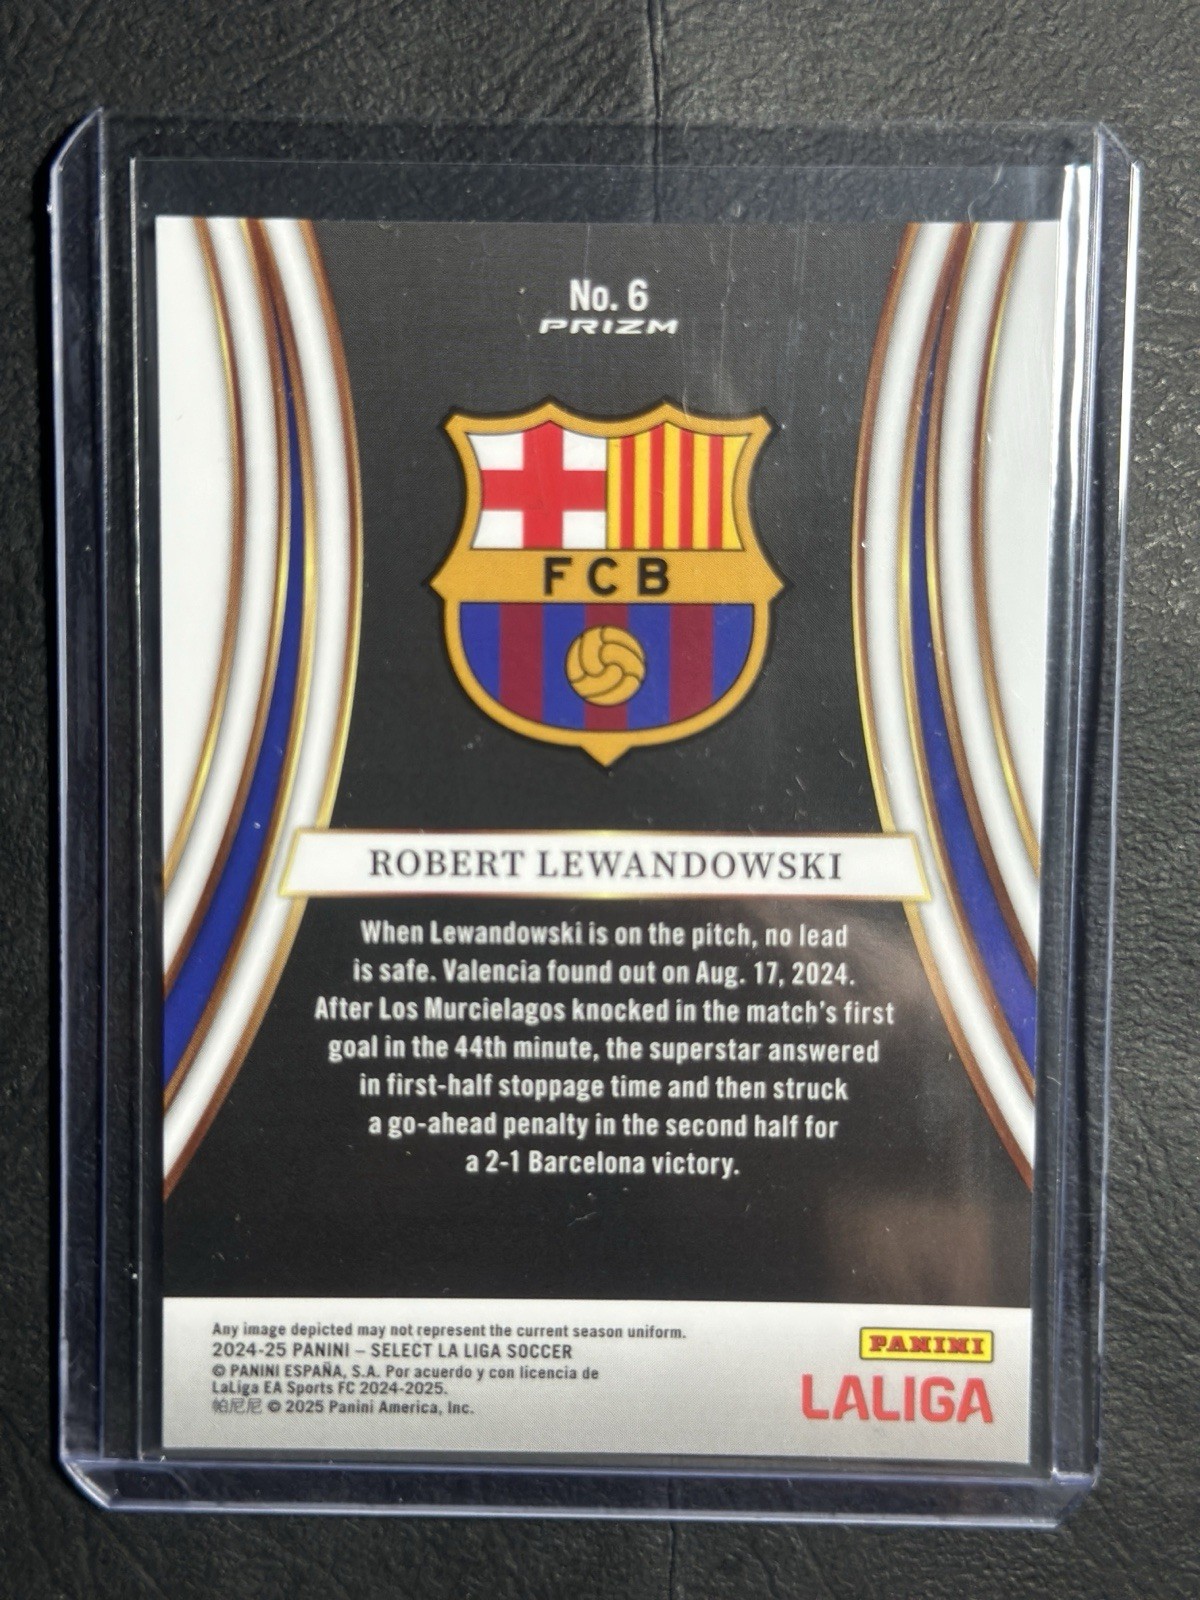 No. 6
PRIZM
FCB
ROBERT LEWANDOWSKI
When Lewandowski is on the pitch, no lead
is safe. Valencia found out on Aug. 17, 2024.
After Los Murcielagos knocked in the match's first
goal in the 44th minute, the superstar answered
in first-half stoppage time and then struck
a go-ahead penalty in the second half for
a 2-1 Barcelona victory.
Any image depicted may not represent the current season uniform.
2024-25 PANINI – SELECT LA LIGA SOCCER
© PANINI ESPAÑA, S.A. Por acuerdo y con licencia de
LaLiga EA Sports FC 2024-2025.
帕尼尼 © 2025 Panini America, Inc.
PANINI
LALIGA